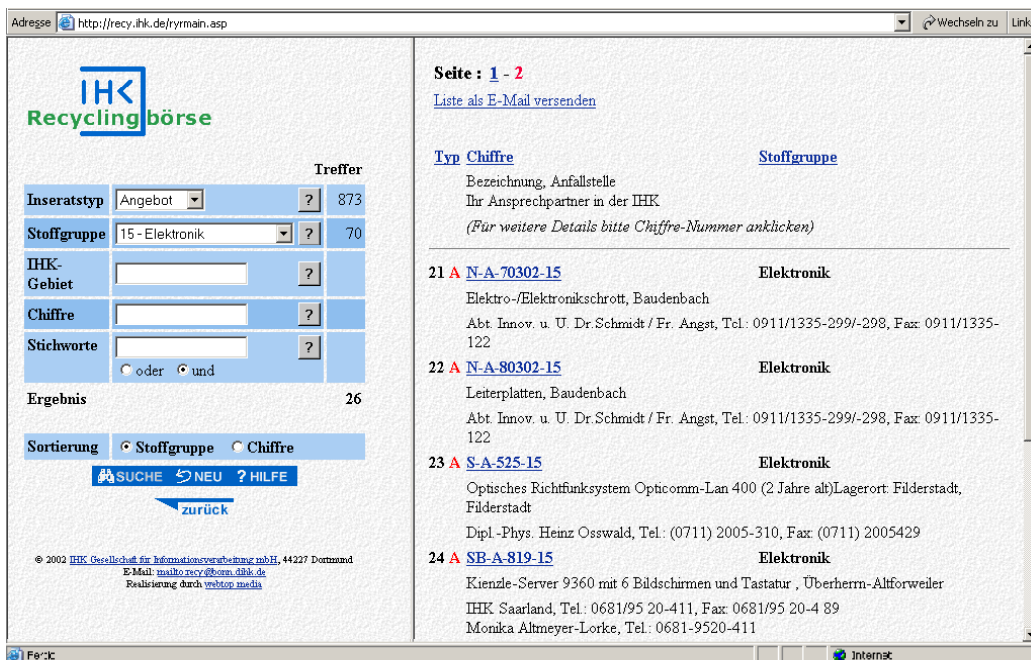 Adresse http://recy.ihk.de/ryrmain.asp Wechseln zu Link
IHK
Recyclingbörse
Treffer
Inseratstyp Angebot ? 873
Stoffgruppe 15 - Elektronik ? 70
IHK-
Gebiet ?
Chiffre ?
Stichworte ?
oder und
Ergebnis 26
Sortierung Stoffgruppe Chiffre
SUCHE NEU ? HILFE
zurück
© 2002 IHK Gesellschaft für Informationsverarbeitung mbH, 44227 Dortmund
E-Mail: mailto:recy@bonn.dihk.de
Realisierung durch webtop media
Seite : 1 - 2
Liste als E-Mail versenden
Typ Chiffre Stoffgruppe
Bezeichnung, Anfallstelle
Ihr Ansprechpartner in der IHK
(Für weitere Details bitte Chiffre-Nummer anklicken)
21 A N-A-70302-15 Elektronik
Elektro-/Elektronikschrott, Baudenbach
Abt. Innov. u. U. Dr.Schmidt / Fr. Angst, Tel.: 0911/1335-299/-298, Fax: 0911/1335-
122
22 A N-A-80302-15 Elektronik
Leiterplatten, Baudenbach
Abt. Innov. u. U. Dr.Schmidt / Fr. Angst, Tel.: 0911/1335-299/-298, Fax: 0911/1335-
122
23 A S-A-525-15 Elektronik
Optisches Richtfunksystem Opticomm-Lan 400 (2 Jahre alt)Lagerort: Filderstadt,
Filderstadt
Dipl.-Phys. Heinz Osswald, Tel.: (0711) 2005-310, Fax: (0711) 2005429
24 A SB-A-819-15 Elektronik
Kienzle-Server 9360 mit 6 Bildschirmen und Tastatur , Überherrn-Altforweiler
IHK Saarland, Tel.: 0681/95 20-411, Fax: 0681/95 20-4 89
Monika Altmeyer-Lorke, Tel.: 0681-9520-411
Fertig Internet